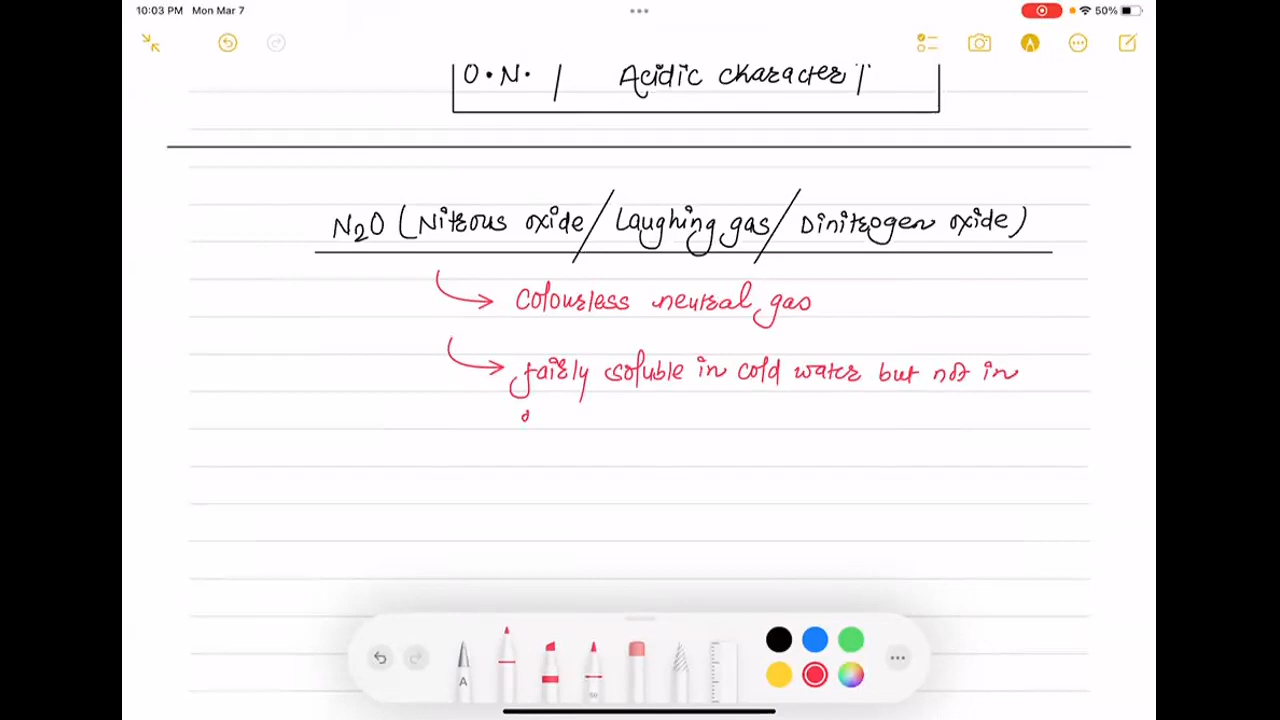 10:03 PM Mon Mar 7
50%
O.N. Acidic character
N2O (Nitrous oxide/Laughing gas/Dinitrogen oxide)
Colourless neutral gas
fairly soluble in cold water but not in
A
50